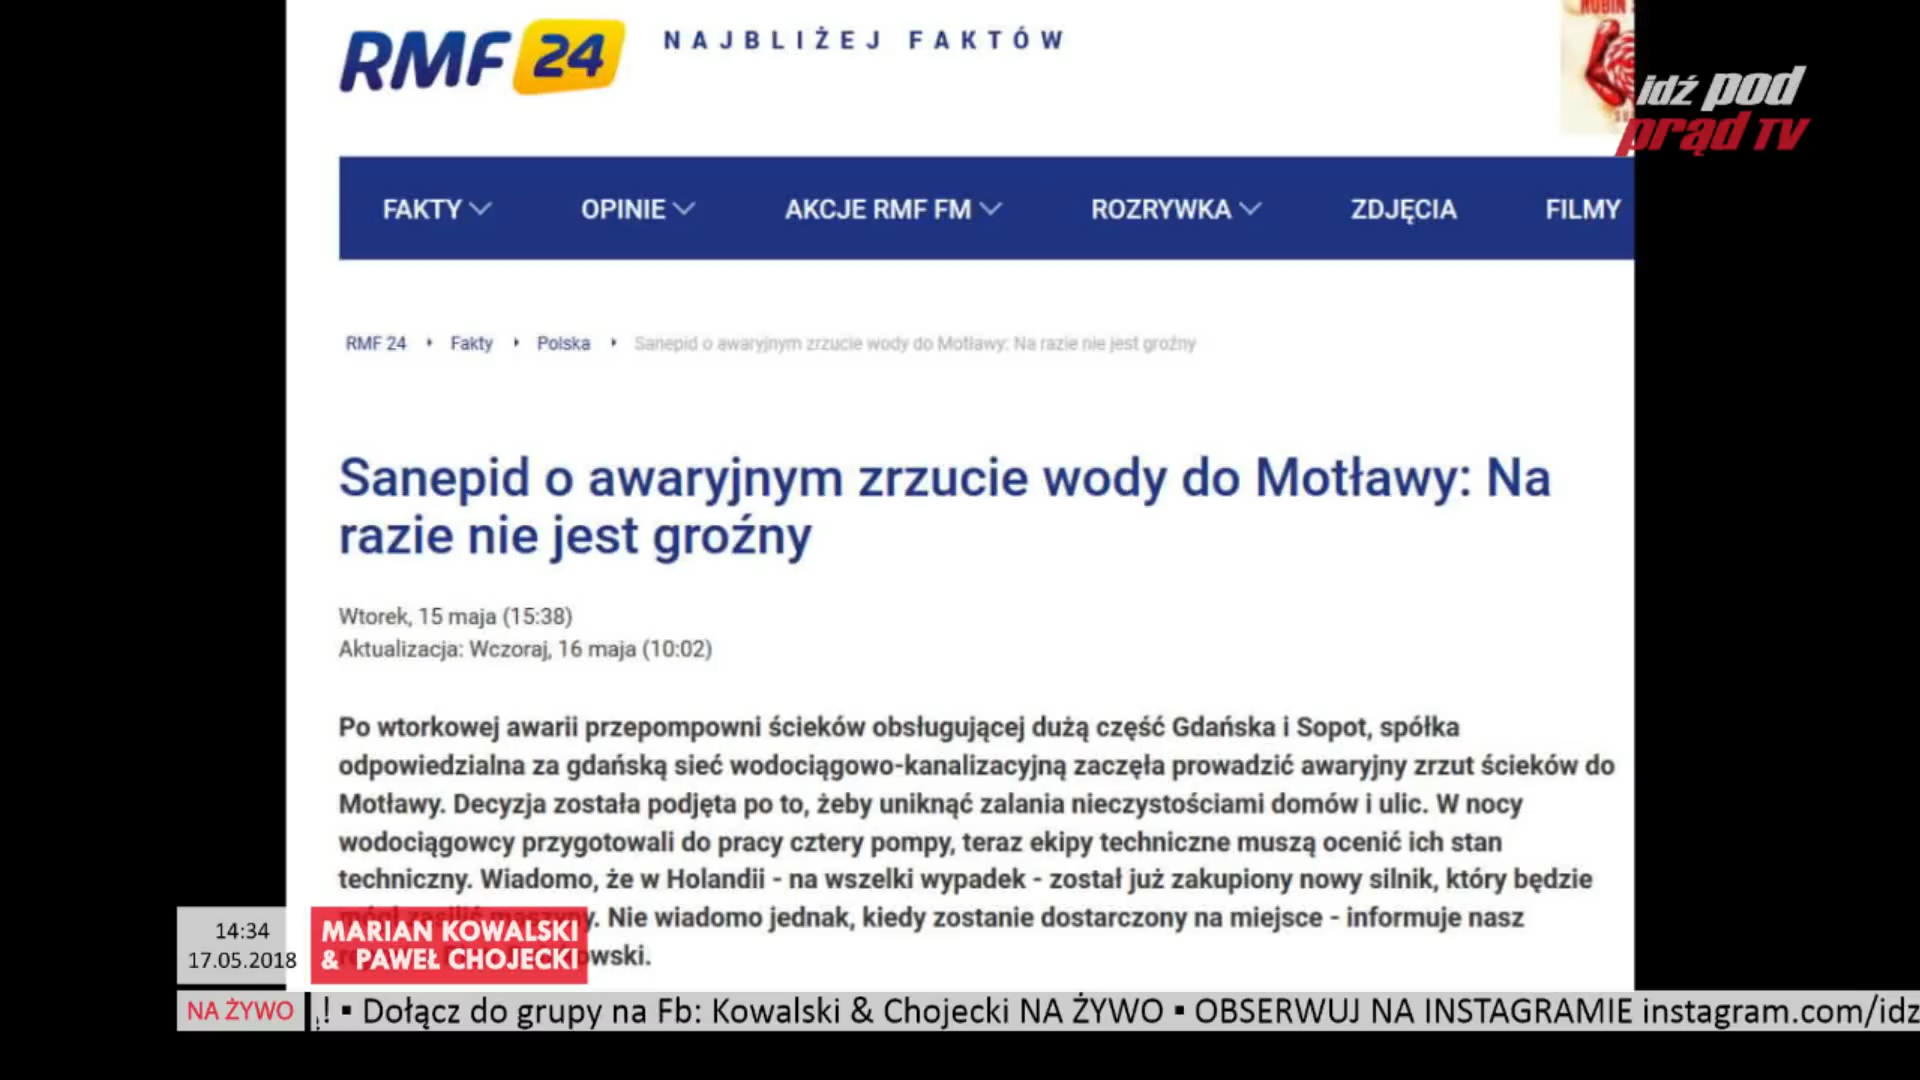 RMF 24 NAJBLIŻEJ FAKTÓW
idź pod
prąd TV
FAKTY OPINIE AKCJE RMF FM ROZRYWKA ZDJĘCIA FILMY
RMF 24 Fakty Polska Sanepid o awaryjnym zrzucie wody do Motławy: Na razie nie jest groźny
Sanepid o awaryjnym zrzucie wody do Motławy: Na
razie nie jest groźny
Wtorek, 15 maja (15:38)
Aktualizacja: Wczoraj, 16 maja (10:02)
Po wtorkowej awarii przepompowni ścieków obsługującej dużą część Gdańska i Sopot, spółka
odpowiedzialna za gdańską sieć wodociągowo-kanalizacyjną zaczęła prowadzić awaryjny zrzut ścieków do
Motławy. Decyzja została podjęta po to, żeby uniknąć zalania nieczystościami domów i ulic. W nocy
wodociągowcy przygotowali do pracy cztery pompy, teraz ekipy techniczne muszą ocenić ich stan
techniczny. Wiadomo, że w Holandii - na wszelki wypadek - został już zakupiony nowy silnik, który będzie
mógł zasilić maszyny. Nie wiadomo jednak, kiedy zostanie dostarczony na miejsce - informuje nasz
wski.
14:34
17.05.2018
MARIAN KOWALSKI
& PAWEŁ CHOJECKI
NA ŻYWO ! ▪ Dołącz do grupy na Fb: Kowalski & Chojecki NA ŻYWO ▪ OBSERWUJ NA INSTAGRAMIE instagram.com/idz